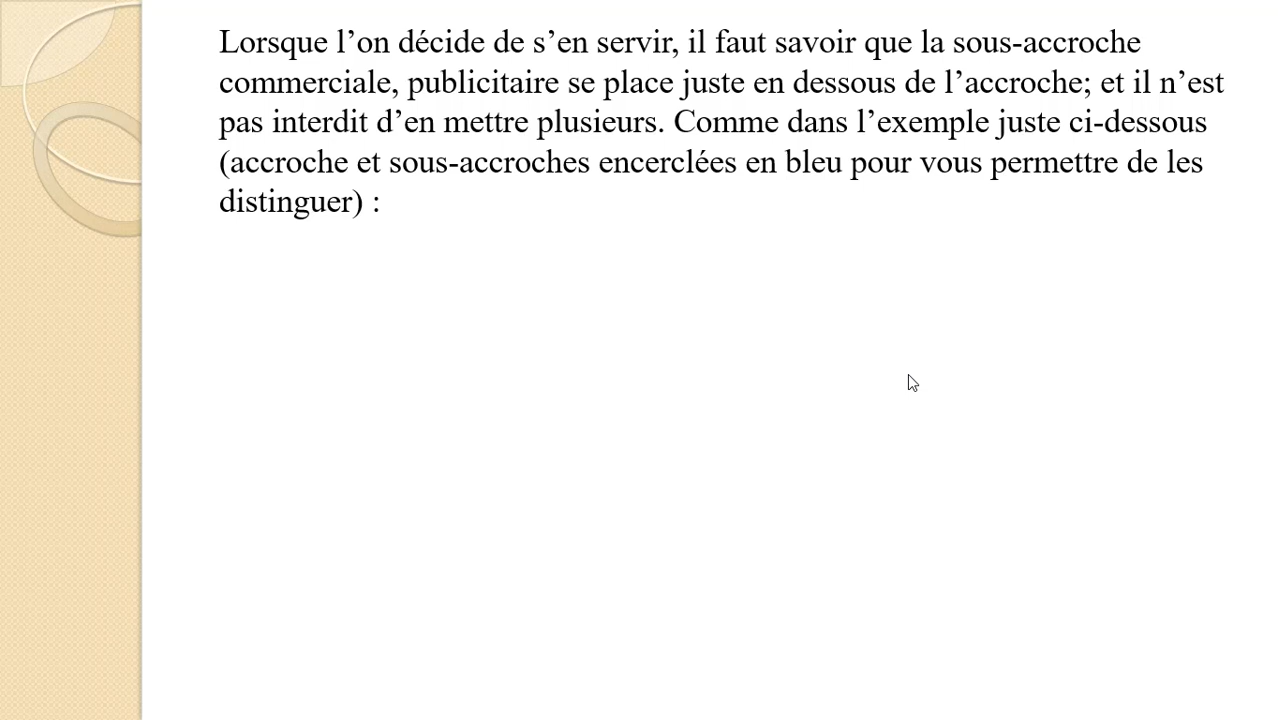 Lorsque l’on décide de s’en servir, il faut savoir que la sous-accroche
commerciale, publicitaire se place juste en dessous de l’accroche; et il n’est
pas interdit d’en mettre plusieurs. Comme dans l’exemple juste ci-dessous
(accroche et sous-accroches encerclées en bleu pour vous permettre de les
distinguer) :